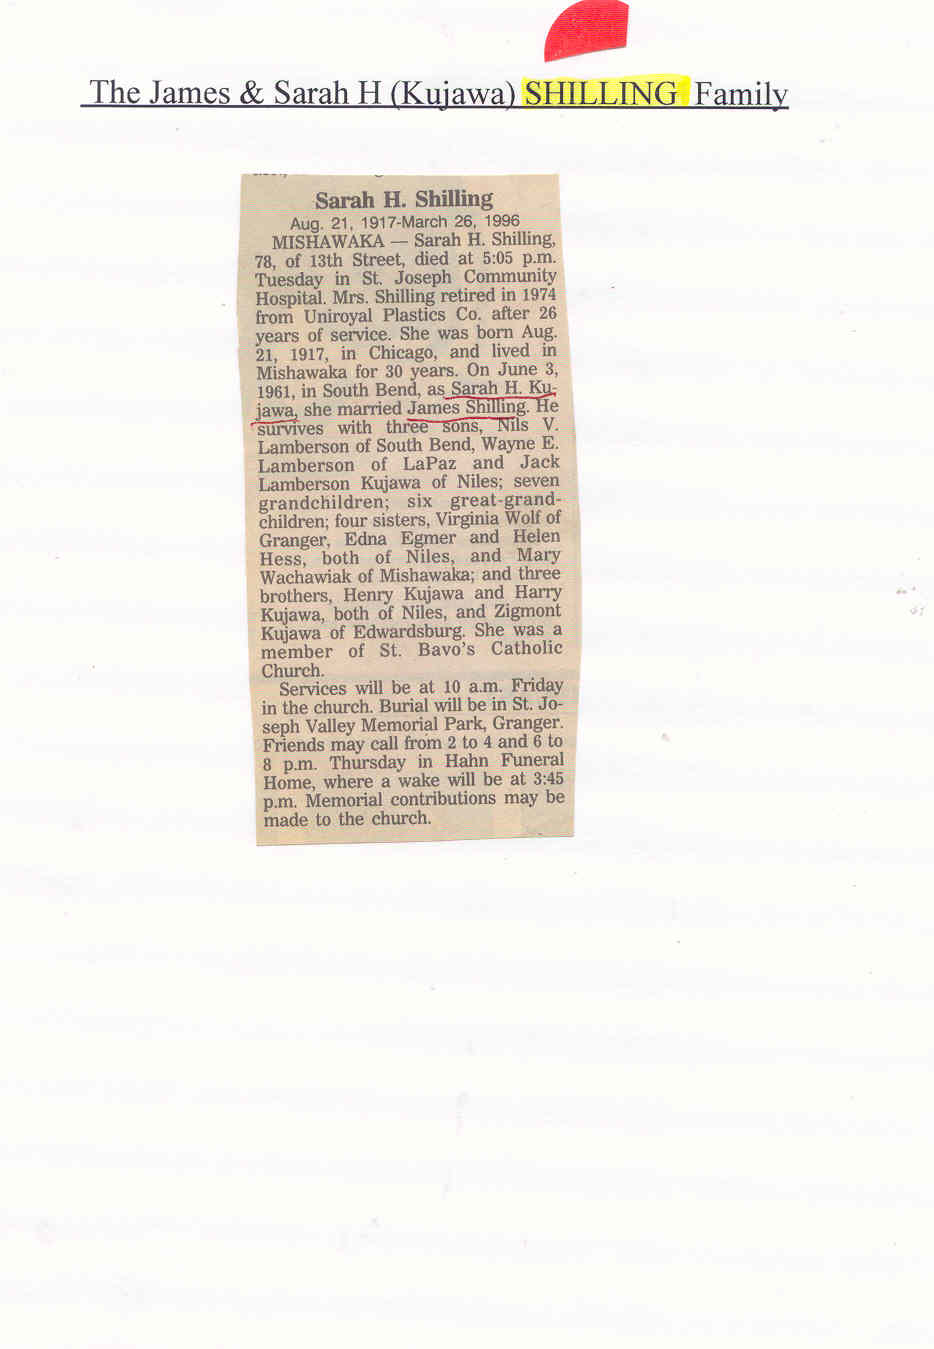 The James & Sarah H (Kujawa) SHILLING Family
Sarah H. Shilling
Aug. 21, 1917-March 26, 1996
MISHAWAKA — Sarah H. Shilling,
78, of 13th Street, died at 5:05 p.m.
Tuesday in St. Joseph Community
Hospital. Mrs. Shilling retired in 1974
from Uniroyal Plastics Co. after 26
years of service. She was born Aug.
21, 1917, in Chicago, and lived in
Mishawaka for 30 years. On June 3,
1961, in South Bend, as Sarah H. Ku-
jawa, she married James Shilling. He
survives with three sons, Nils V.
Lamberson of South Bend, Wayne E.
Lamberson of LaPaz and Jack
Lamberson Kujawa of Niles; seven
grandchildren; six great-grand-
children; four sisters, Virginia Wolf of
Granger, Edna Egmer and Helen
Hess, both of Niles, and Mary
Wachawiak of Mishawaka; and three
brothers, Henry Kujawa and Harry
Kujawa, both of Niles, and Zigmont
Kujawa of Edwardsburg. She was a
member of St. Bavo's Catholic
Church.
Services will be at 10 a.m. Friday
in the church. Burial will be in St. Jo-
seph Valley Memorial Park, Granger.
Friends may call from 2 to 4 and 6 to
8 p.m. Thursday in Hahn Funeral
Home, where a wake will be at 3:45
p.m. Memorial contributions may be
made to the church.